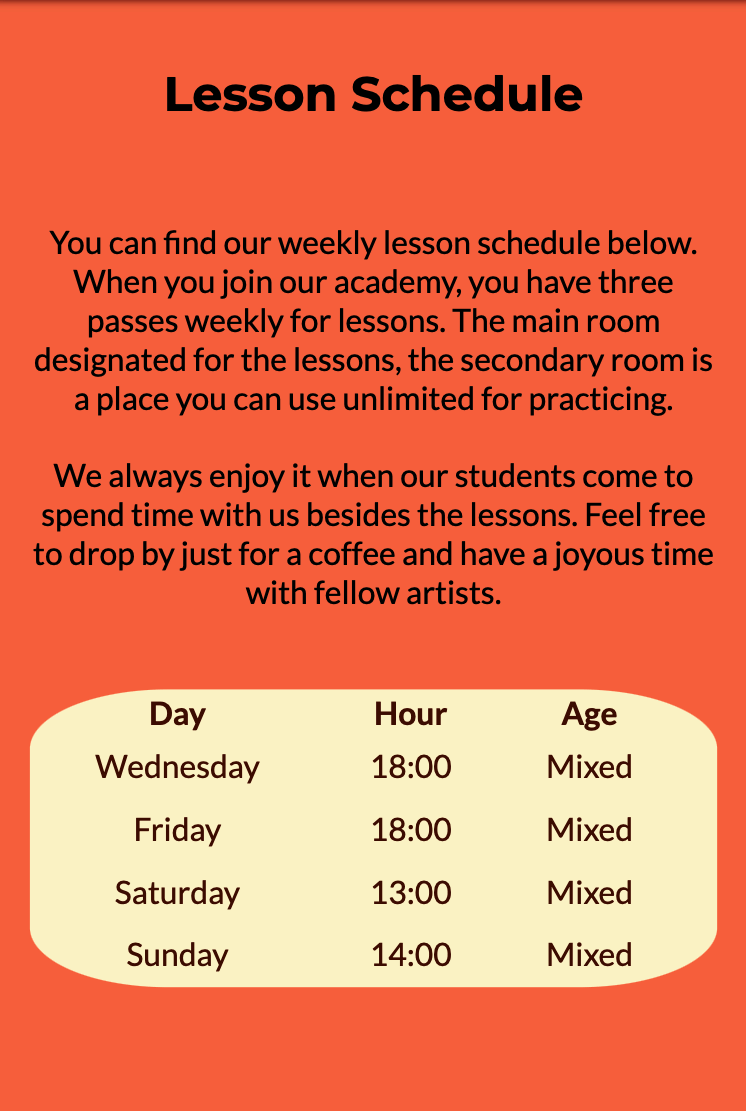 Lesson Schedule
You can find our weekly lesson schedule below.
When you join our academy, you have three
passes weekly for lessons. The main room
designated for the lessons, the secondary room is
a place you can use unlimited for practicing.
We always enjoy it when our students come to
spend time with us besides the lessons. Feel free
to drop by just for a coffee and have a joyous time
with fellow artists.
Day Hour Age
Wednesday 18:00 Mixed
Friday 18:00 Mixed
Saturday 13:00 Mixed
Sunday 14:00 Mixed